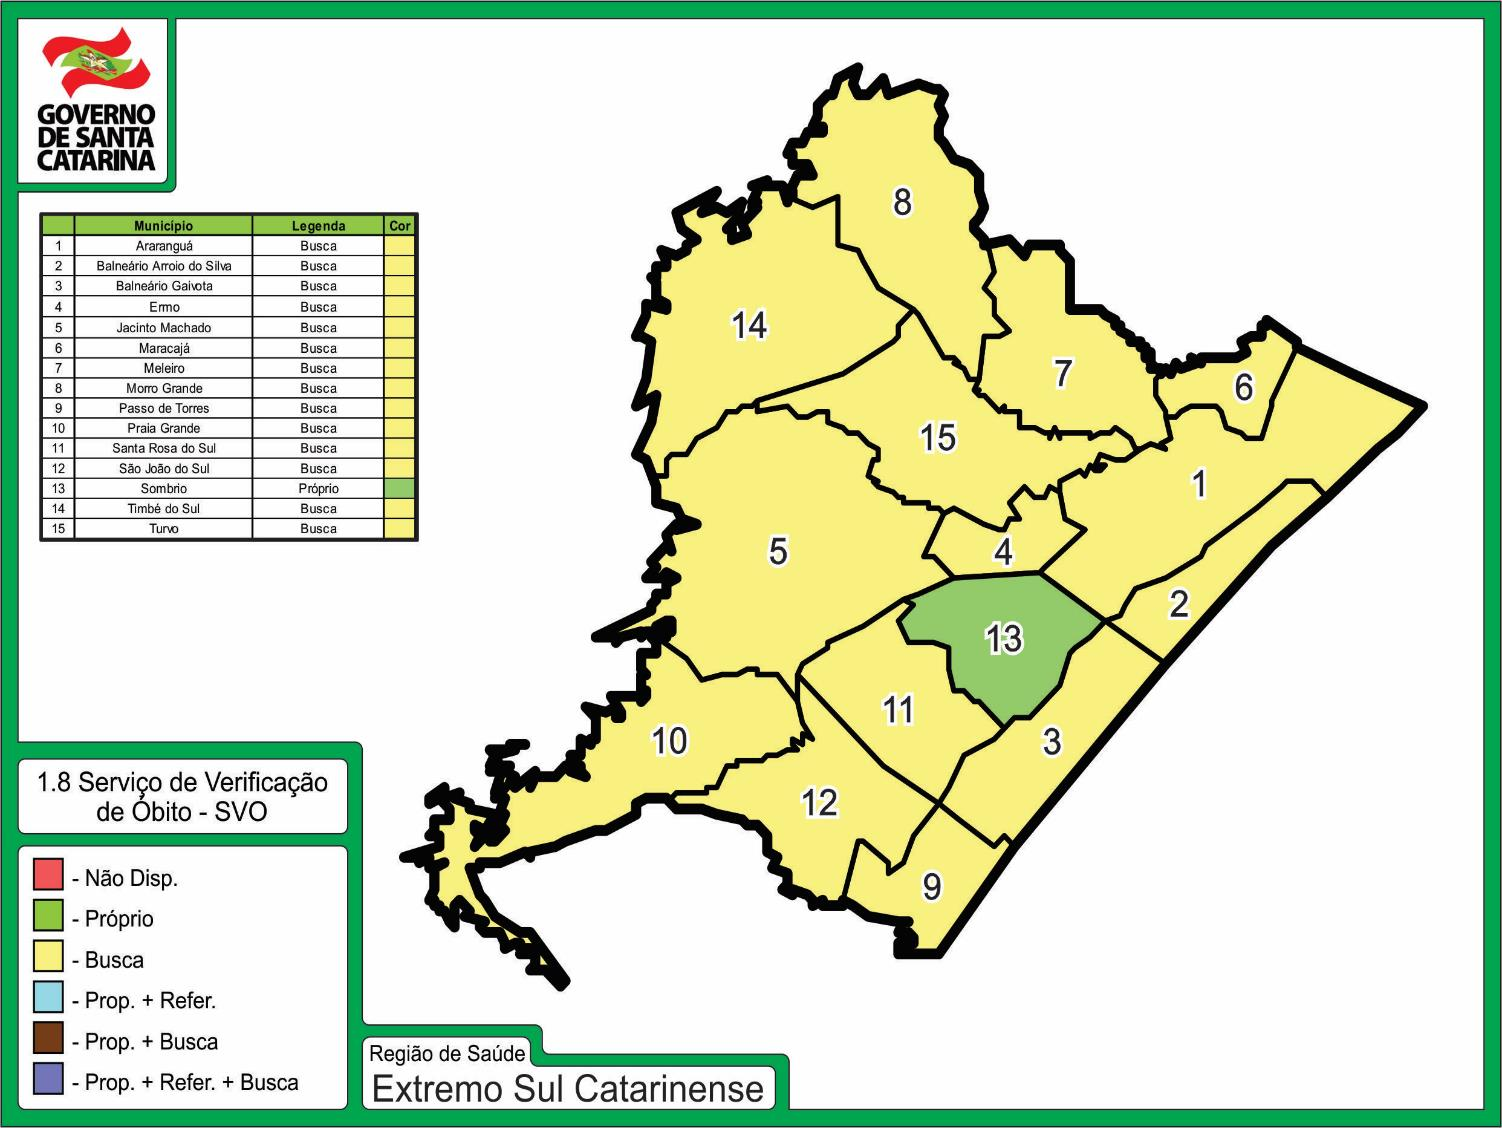 GOVERNO
DE SANTA
CATARINA
Município Legenda Cor
1 Araranguá Busca
2 Balneário Arroio do Silva Busca
3 Balneário Gaivota Busca
4 Ermo Busca
5 Jacinto Machado Busca
6 Maracajá Busca
7 Meleiro Busca
8 Morro Grande Busca
9 Passo de Torres Busca
10 Praia Grande Busca
11 Santa Rosa do Sul Busca
12 São João do Sul Busca
13 Sombrio Próprio
14 Timbé do Sul Busca
15 Turvo Busca
8
14
7
6
15
1
5
4
2
13
11
10
3
12
9
1.8 Serviço de Verificação
de Óbito - SVO
- Não Disp.
- Próprio
- Busca
- Prop. + Refer.
- Prop. + Busca
- Prop. + Refer. + Busca
Região de Saúde
Extremo Sul Catarinense